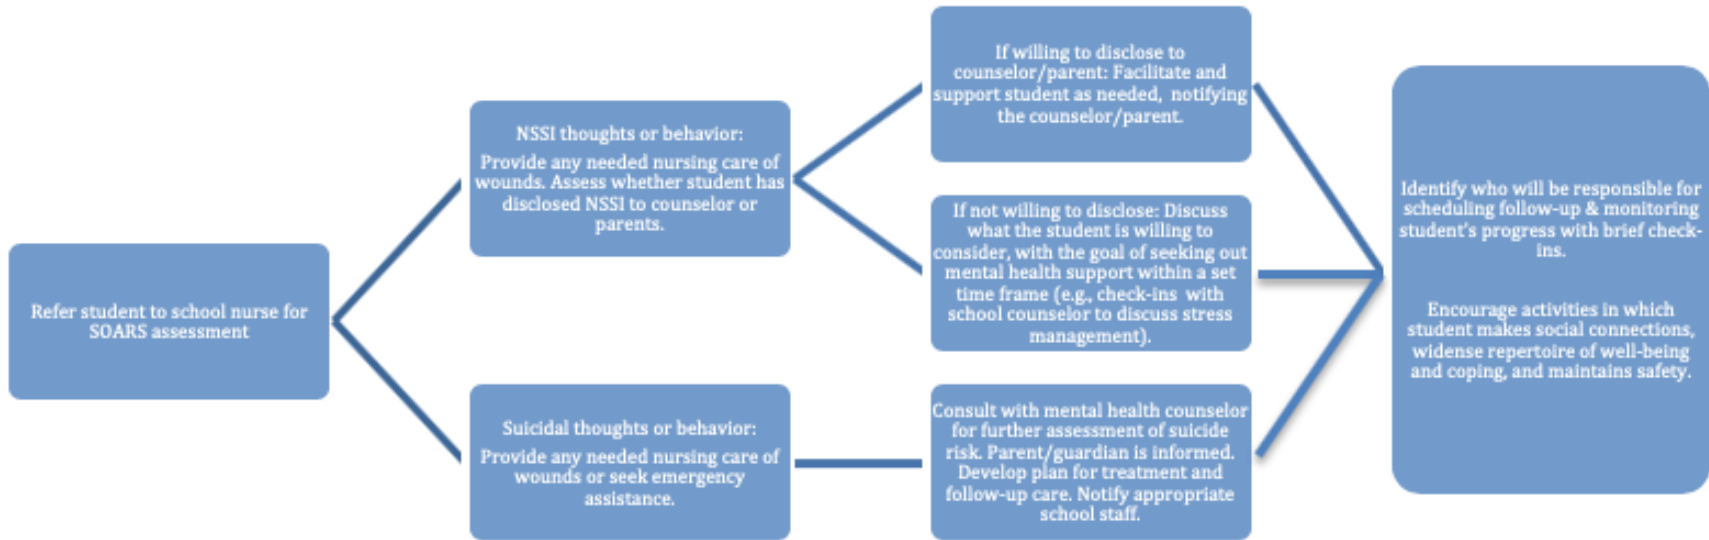 Refer student to school nurse for
SOARS assessment
NSSI thoughts or behavior:
Provide any needed nursing care of
wounds. Assess whether student has
disclosed NSSI to counselor or
parents.
Suicidal thoughts or behavior:
Provide any needed nursing care of
wounds or seek emergency
assistance.
If willing to disclose to
counselor/parent: Facilitate and
support student as needed, notifying
the counselor/parent.
If not willing to disclose: Discuss
what the student is willing to
consider, with the goal of seeking out
mental health support within a set
time frame (e.g., check-ins with
school counselor to discuss stress
management).
Consult with mental health counselor
for further assessment of suicide
risk. Parent/guardian is informed.
Develop plan for treatment and
follow-up care. Notify appropriate
school staff.
Identify who will be responsible for
scheduling follow-up & monitoring
student's progress with brief check-
ins.
Encourage activities in which
student makes social connections,
widense repertoire of well-being
and coping, and maintains safety.